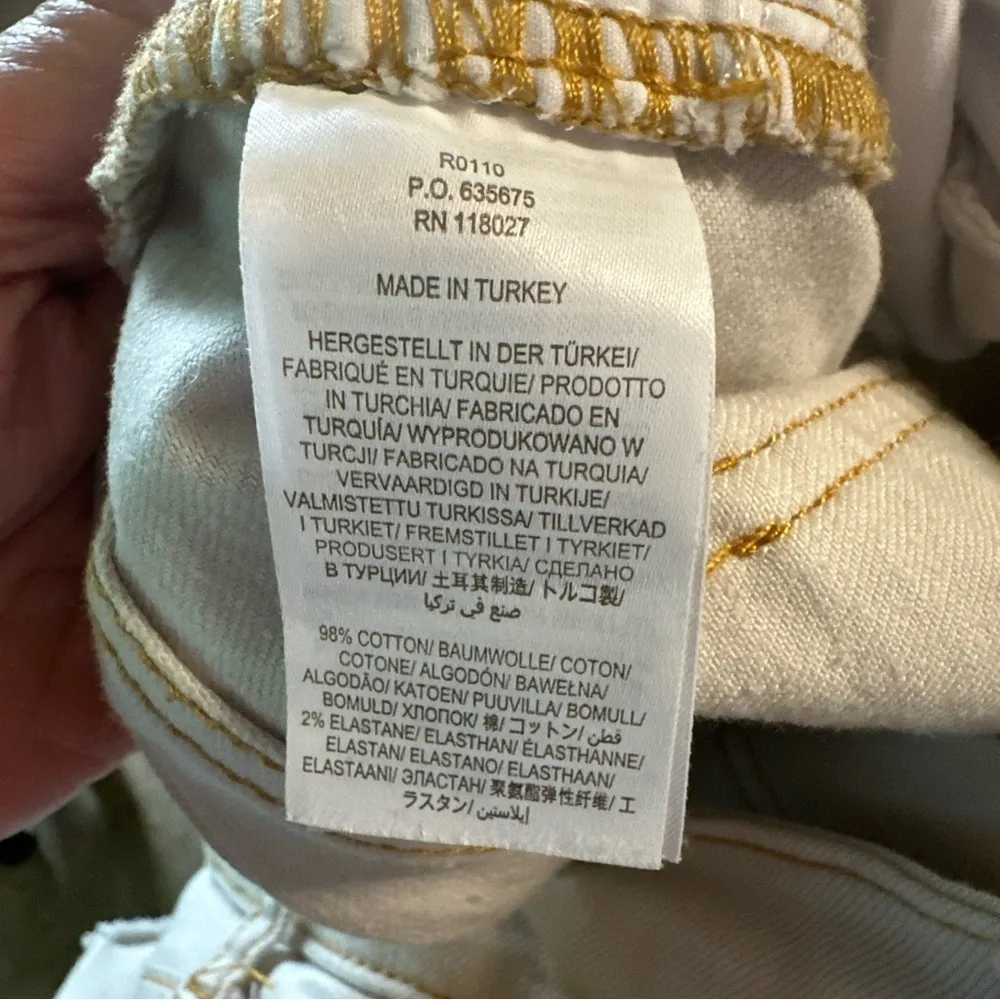 R0110
P.O. 635675
RN 118027
MADE IN TURKEY
HERGESTELLT IN DER TÜRKEI/
FABRIQUÉ EN TURQUIE/ PRODOTTO
IN TURCHIA/ FABRICADO EN
TURQUÍA/ WYPRODUKOWANO W
TURCJI/ FABRICADO NA TURQUIA/
VERVAARDIGD IN TURKIJE/
VALMISTETTU TURKISSA/ TILLVERKAD
I TURKIET/ FREMSTILLET I TYRKIET/
PRODUSERT I TYRKIA/ СДЕЛАНО
В ТУРЦИИ/ 土耳其制造/ トルコ製/
صنع في تركيا
98% COTTON/ BAUMWOLLE/ COTON/
COTONE/ ALGODÓN/ BAWEŁNA/
ALGODÃO/ KATOEN/ PUUVILLA/ BOMULL/
BOMULD/ ХЛОПОК/ 棉/ コットン/ قطن
2% ELASTANE/ ELASTHAN/ ÉLASTHANNE/
ELASTAN/ ELASTANO/ ELASTHAAN/
ELASTAANI/ ЭЛАСТАН/ 聚氨酯弹性纤维/ エ
ラスタン/ إيلاستين